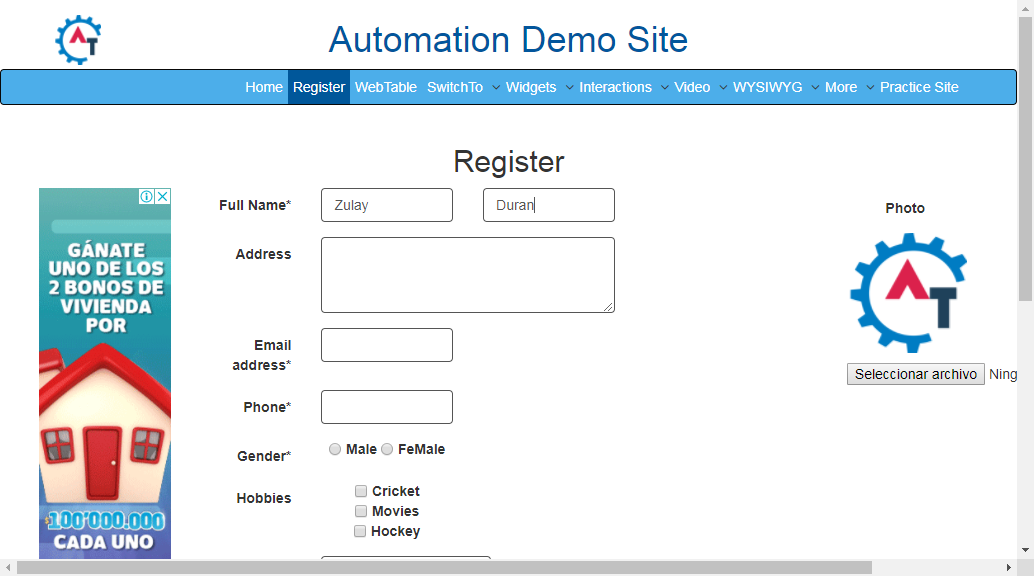 AT
Automation Demo Site
Home Register WebTable SwitchTo Widgets Interactions Video WYSIWYG More Practice Site
Register
GÁNATE
UNO DE LOS
2 BONOS DE
VIVIENDA
POR
$100'000.000
CADA UNO
Full Name* Zulay Duran
Address
Email
address*
Phone*
Gender* Male FeMale
Hobbies Cricket
Movies
Hockey
Photo
AT
Seleccionar archivo Ning